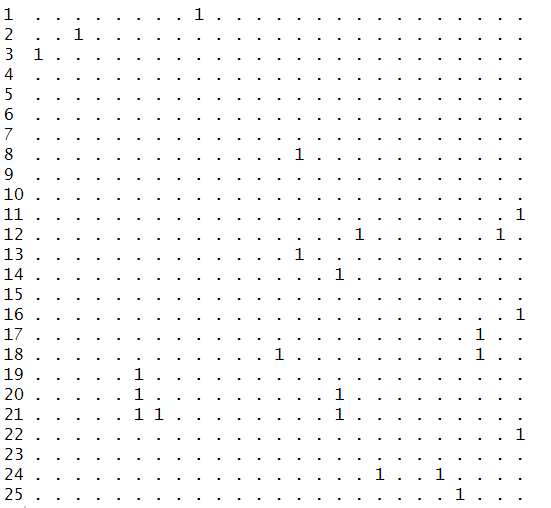 1 . . . . . . . . 1 . . . . . . . . . . . . . . . .
2 . . 1 . . . . . . . . . . . . . . . . . . . . . .
3 1 . . . . . . . . . . . . . . . . . . . . . . . .
4 . . . . . . . . . . . . . . . . . . . . . . . . .
5 . . . . . . . . . . . . . . . . . . . . . . . . .
6 . . . . . . . . . . . . . . . . . . . . . . . . .
7 . . . . . . . . . . . . . . . . . . . . . . . . .
8 . . . . . . . . . . . . . 1 . . . . . . . . . . .
9 . . . . . . . . . . . . . . . . . . . . . . . . .
10 . . . . . . . . . . . . . . . . . . . . . . . . .
11 . . . . . . . . . . . . . . . . . . . . . . . . 1
12 . . . . . . . . . . . . . . . . 1 . . . . . . 1 .
13 . . . . . . . . . . . . . 1 . . . . . . . . . . .
14 . . . . . . . . . . . . . . . 1 . . . . . . . . .
15 . . . . . . . . . . . . . . . . . . . . . . . . .
16 . . . . . . . . . . . . . . . . . . . . . . . . 1
17 . . . . . . . . . . . . . . . . . . . . . . 1 . .
18 . . . . . . . . . . . . 1 . . . . . . . . . 1 . .
19 . . . . . 1 . . . . . . . . . . . . . . . . . . .
20 . . . . . 1 . . . . . . . . . 1 . . . . . . . . .
21 . . . . . 1 1 . . . . . . . . 1 . . . . . . . . .
22 . . . . . . . . . . . . . . . . . . . . . . . . 1
23 . . . . . . . . . . . . . . . . . . . . . . . . .
24 . . . . . . . . . . . . . . . . . 1 . . 1 . . . .
25 . . . . . . . . . . . . . . . . . . . . . 1 . . .